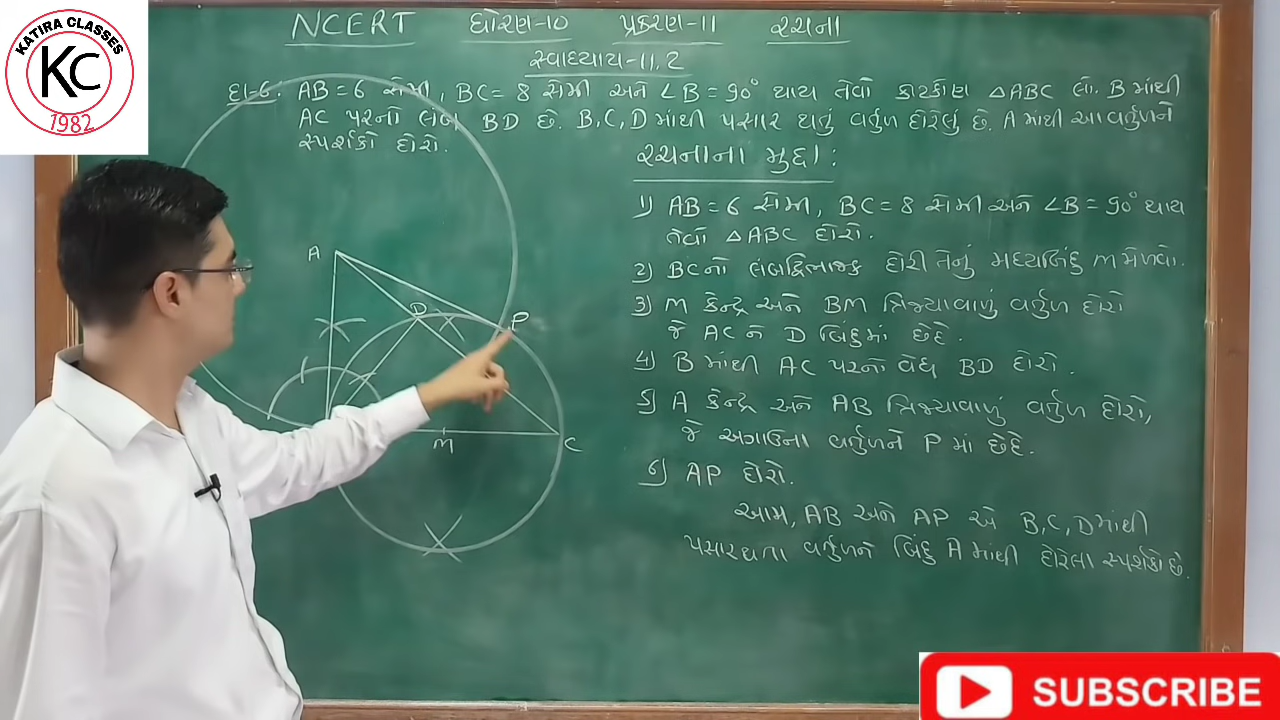 KATIRA CLASSES
KC
1982
NCERT ધોરણ-૧૦ પ્રકરણ-11 રચના
સ્વાધ્યાય-11.2
દા-6: AB = 6 સેમી, BC = 8 સેમી અને ∠B = 90° થાય તેવો કાટકોણ △ABC લો. B માંથી
AC પરનો લંબ BD છે. B, C, D માંથી પસાર થતું વર્તુળ દોરેલું છે. A માંથી આ વર્તુળને
સ્પર્શકો દોરો.
રચનાના મુદ્દા :
1) AB = 6 સેમી, BC = 8 સેમી અને ∠B = 90° થાય
તેવો △ABC દોરો.
2) BC નો લંબદ્વિભાજક દોરી તેનું મધ્યબિંદુ M મેળવો.
3) M કેન્દ્ર અને BM ત્રિજ્યાવાળું વર્તુળ દોરો
જે AC ને D બિંદુમાં છેદે.
4) B માંથી AC પરનો વેધ BD દોરો.
5) A કેન્દ્ર અને AB ત્રિજ્યાવાળું વર્તુળ દોરો,
જે અગાઉના વર્તુળને P માં છેદે.
6) AP દોરો.
આમ, AB અને AP એ B, C, D માંથી
પસાર થતા વર્તુળને બિંદુ A માંથી દોરેલા સ્પર્શકો છે.
A
D
P
M
C
SUBSCRIBE